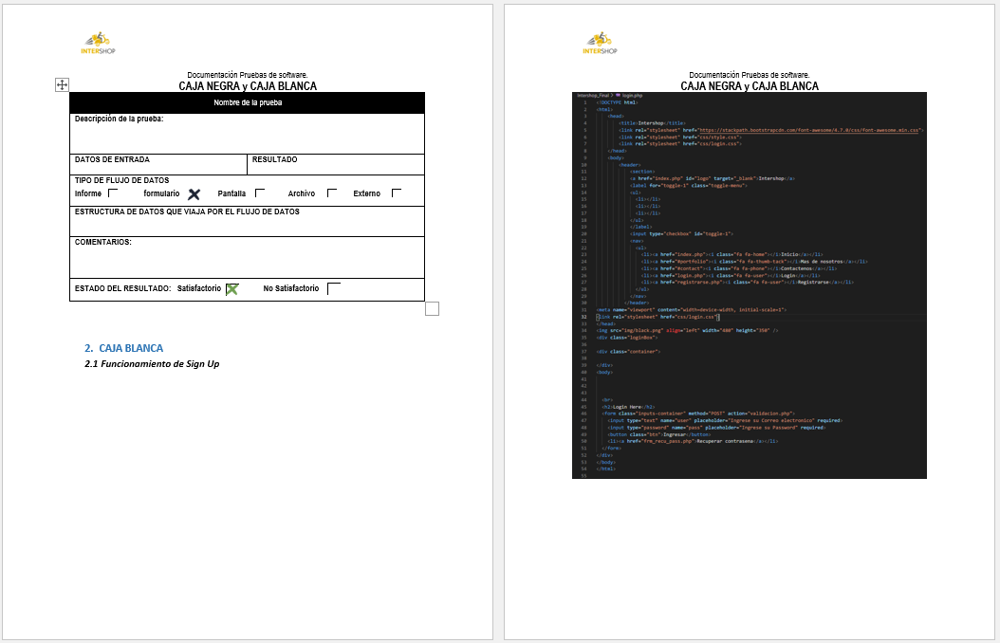 INTERSHOP
Documentación Pruebas de software.
CAJA NEGRA y CAJA BLANCA
Nombre de la prueba
Descripción de la prueba:
DATOS DE ENTRADA RESULTADO
TIPO DE FLUJO DE DATOS
Informe formulario Pantalla Archivo Externo
ESTRUCTURA DE DATOS QUE VIAJA POR EL FLUJO DE DATOS
COMENTARIOS:
ESTADO DEL RESULTADO: Satisfactorio No Satisfactorio
2. CAJA BLANCA
2.1 Funcionamiento de Sign Up
INTERSHOP
Documentación Pruebas de software.
CAJA NEGRA y CAJA BLANCA
Intershop_Final > login.php
1 <!DOCTYPE html>
2 <html>
3 <head>
4 <title>Intershop</title>
5 <link rel="stylesheet" href="https://stackpath.bootstrapcdn.com/font-awesome/4.7.0/css/font-awesome.min.css">
6 <link rel="stylesheet" href="css/style.css">
7 <link rel="stylesheet" href="css/login.css">
8 </head>
9 <body>
10 <header>
11 <section>
12 <a href="index.php" id="logo" target="_blank">Intershop</a>
13 <label for="toggle-1" class="toggle-menu">
14 <ul>
15 <li></li>
16 <li></li>
17 <li></li>
18 </ul>
19 </label>
20 <input type="checkbox" id="toggle-1">
21 <nav>
22 <ul>
23 <li><a href="index.php"><i class="fa fa-home"></i>Inicio</a></li>
24 <li><a href="#portfolio"><i class="fa fa-thumb-tack"></i>Mas de nosotros</a></li>
25 <li><a href="#contact"><i class="fa fa-phone"></i>Contactenos</a></li>
26 <li><a href="login.php"><i class="fa fa-user"></i>Login</a></li>
27 <li><a href="registrarse.php"><i class="fa fa-user"></i>Registrarse</a></li>
28 </ul>
29 </nav>
30 </header>
31 <meta name="viewport" content="width=device-width, initial-scale=1">
32 <link rel="stylesheet" href="css/login.css">
33 </head>
34 <img src="img/black.png" align="left" width="480" height="350" />
35 <div class="loginBox">
36
37 <div class="container">
38
39 </div>
40 <body>
41
42
43
44 <br>
45 <h2>Login Here</h2>
46 <form class="inputs-container" method="POST" action="validacion.php">
47 <input type="text" name="user" placeholder="Ingrese su Correo electronico" required>
48 <input type="password" name="pass" placeholder="Ingrese su Password" required>
49 <button class="btn">Ingresar</button>
50 <li><a href="frm_recu_pass.php">Recuperar contrasena</a></li>
51 </form>
52 </div>
53 </body>
54 </html>
55